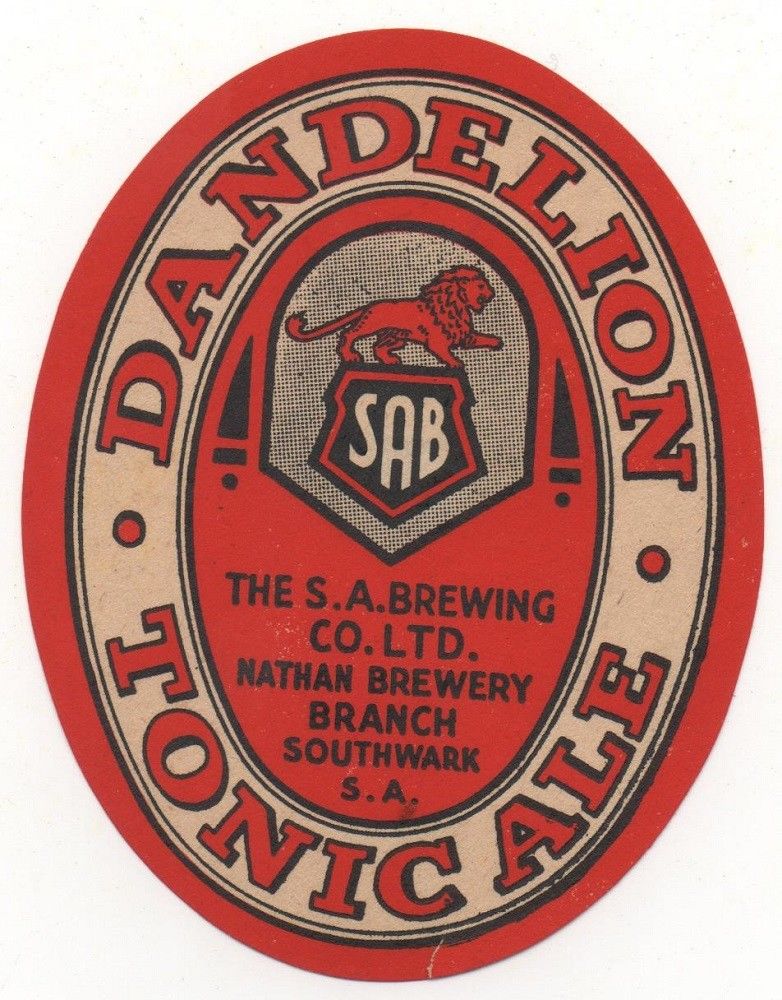 DANDELION
SAB
THE S.A. BREWING
CO. LTD.
NATHAN BREWERY
BRANCH
SOUTHWARK
S.A.
TONIC ALE